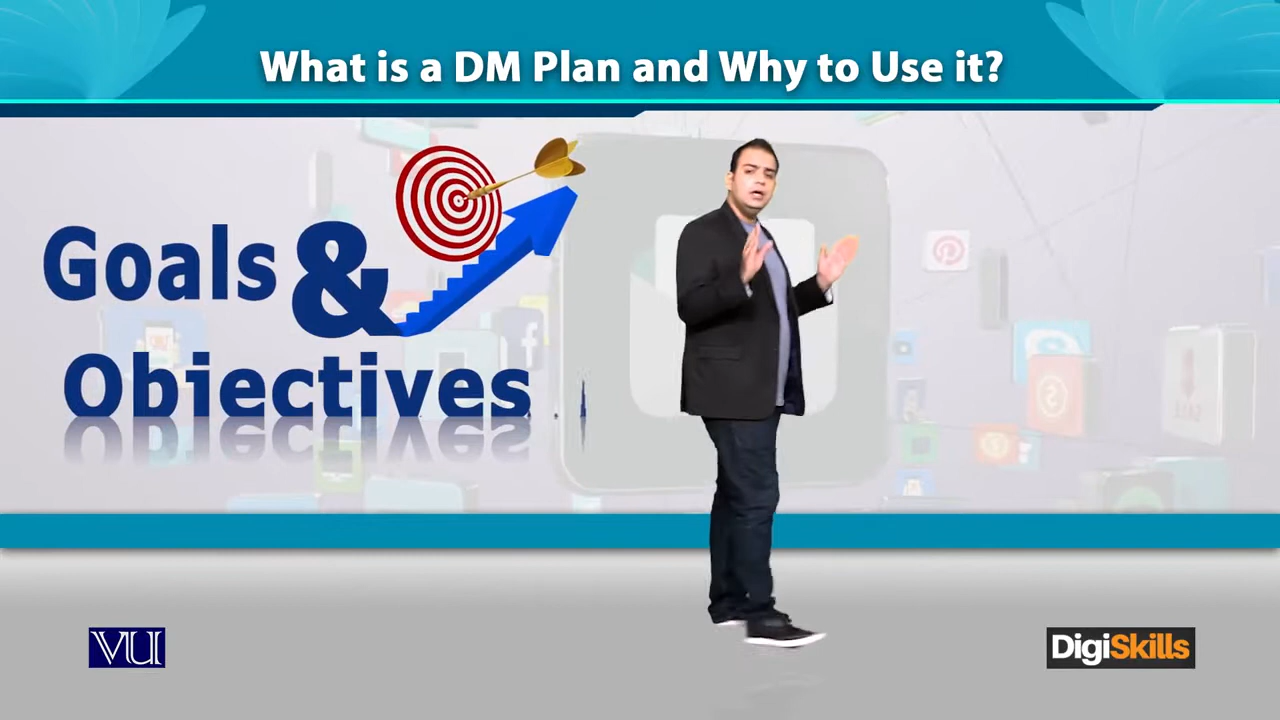 What is a DM Plan and Why to Use it?
Goals &
Objectives
VU
DigiSkills